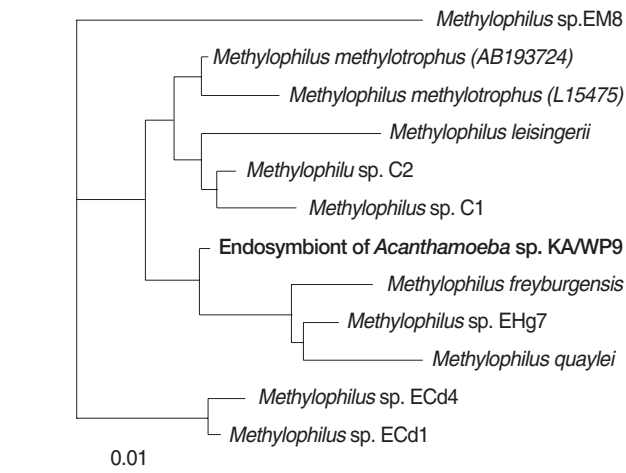 Methylophilus sp.EM8
Methylophilus methylotrophus (AB193724)
Methylophilus methylotrophus (L15475)
Methylophilus leisingerii
Methylophilu sp. C2
Methylophilus sp. C1
Endosymbiont of Acanthamoeba sp. KA/WP9
Methylophilus freyburgensis
Methylophilus sp. EHg7
Methylophilus quaylei
Methylophilus sp. ECd4
Methylophilus sp. ECd1
0.01